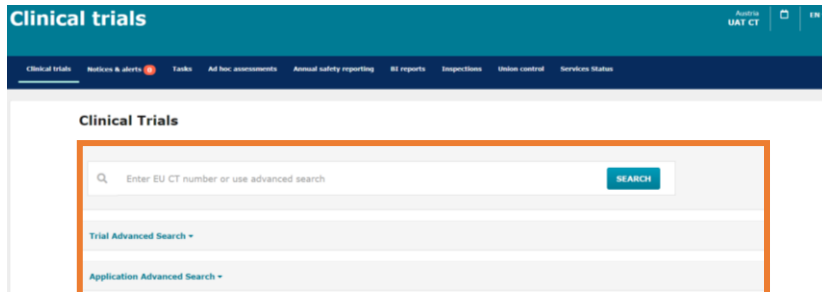 Clinical trials
Austria
UAT CT
EN
Clinical trials Notices & alerts 0 Tasks Ad hoc assessments Annual safety reporting BI reports Inspections Union control Services Status
Clinical Trials
Enter EU CT number or use advanced search
SEARCH
Trial Advanced Search
Application Advanced Search